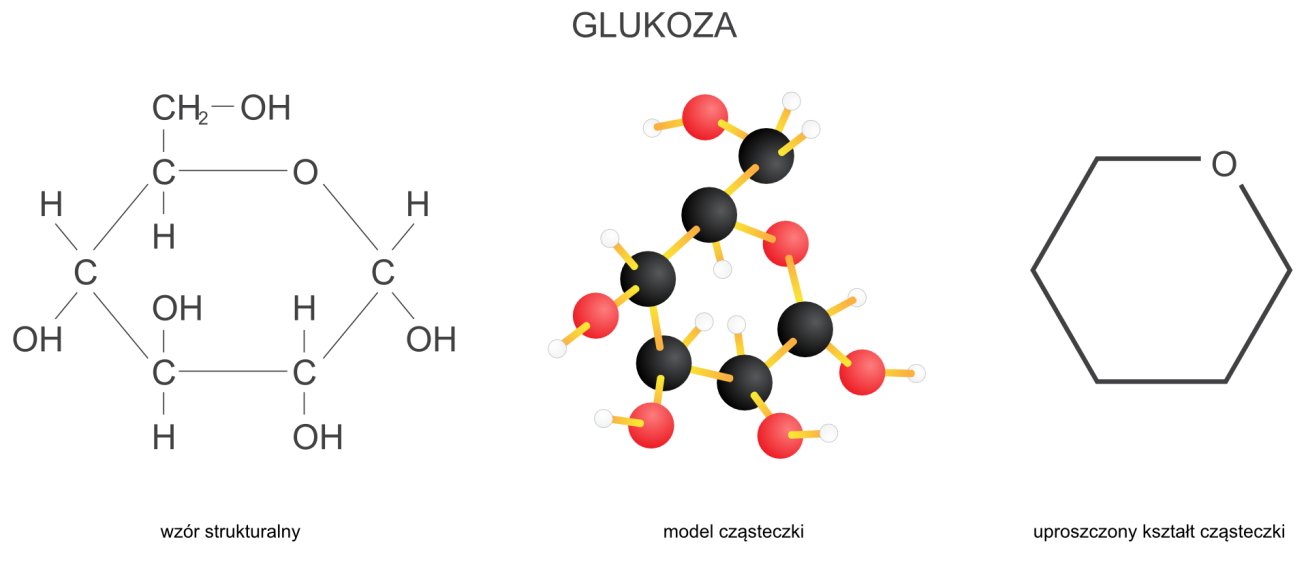 GLUKOZA
CH2 OH
C O
H H
H
C C
OH H
OH OH
C C
H OH
O
wzór strukturalny
model cząsteczki
uproszczony kształt cząsteczki